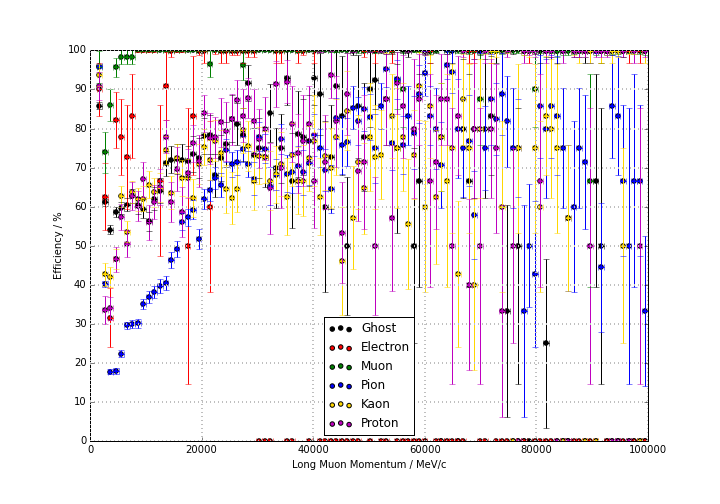 100
90
80
70
60
50
40
30
20
10
0
Efficiency / %
Ghost
Electron
Muon
Pion
Kaon
Proton
0 20000 40000 60000 80000 100000
Long Muon Momentum / MeV/c